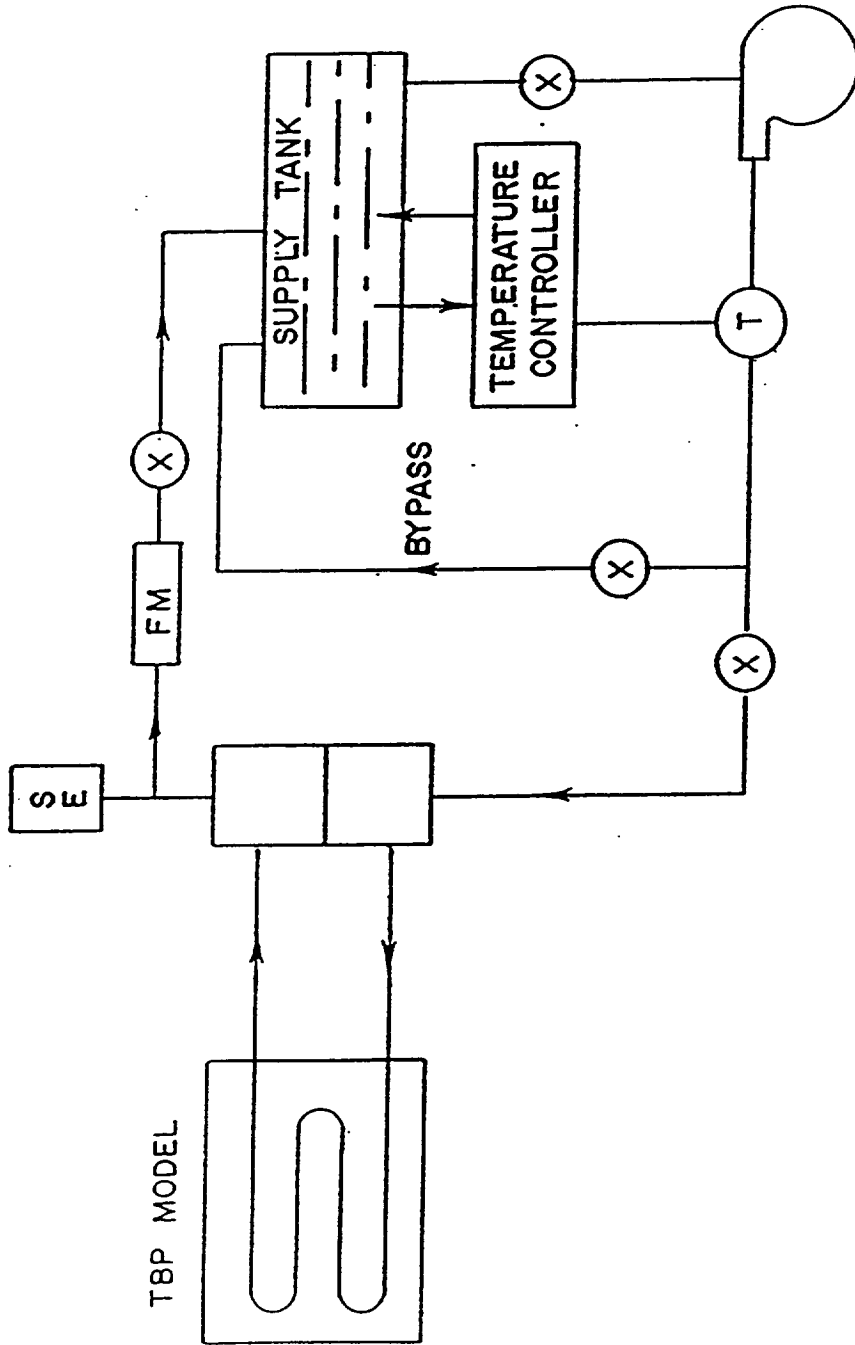 TBP MODEL
S
E
FM
X
SUPPLY TANK
BYPASS
X
TEMPERATURE
CONTROLLER
X
X
T